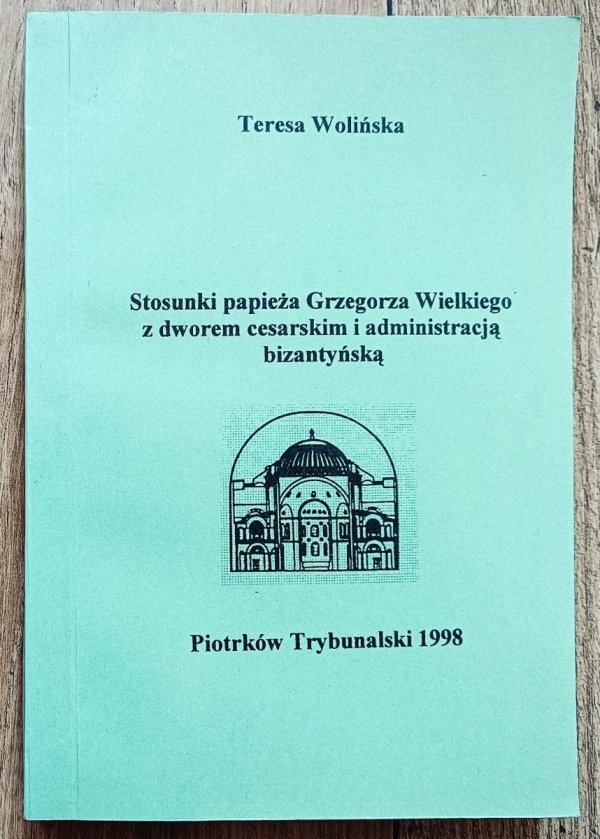 Teresa Wolińska
Stosunki papieża Grzegorza Wielkiego
z dworem cesarskim i administracją
bizantyńską
Piotrków Trybunalski 1998